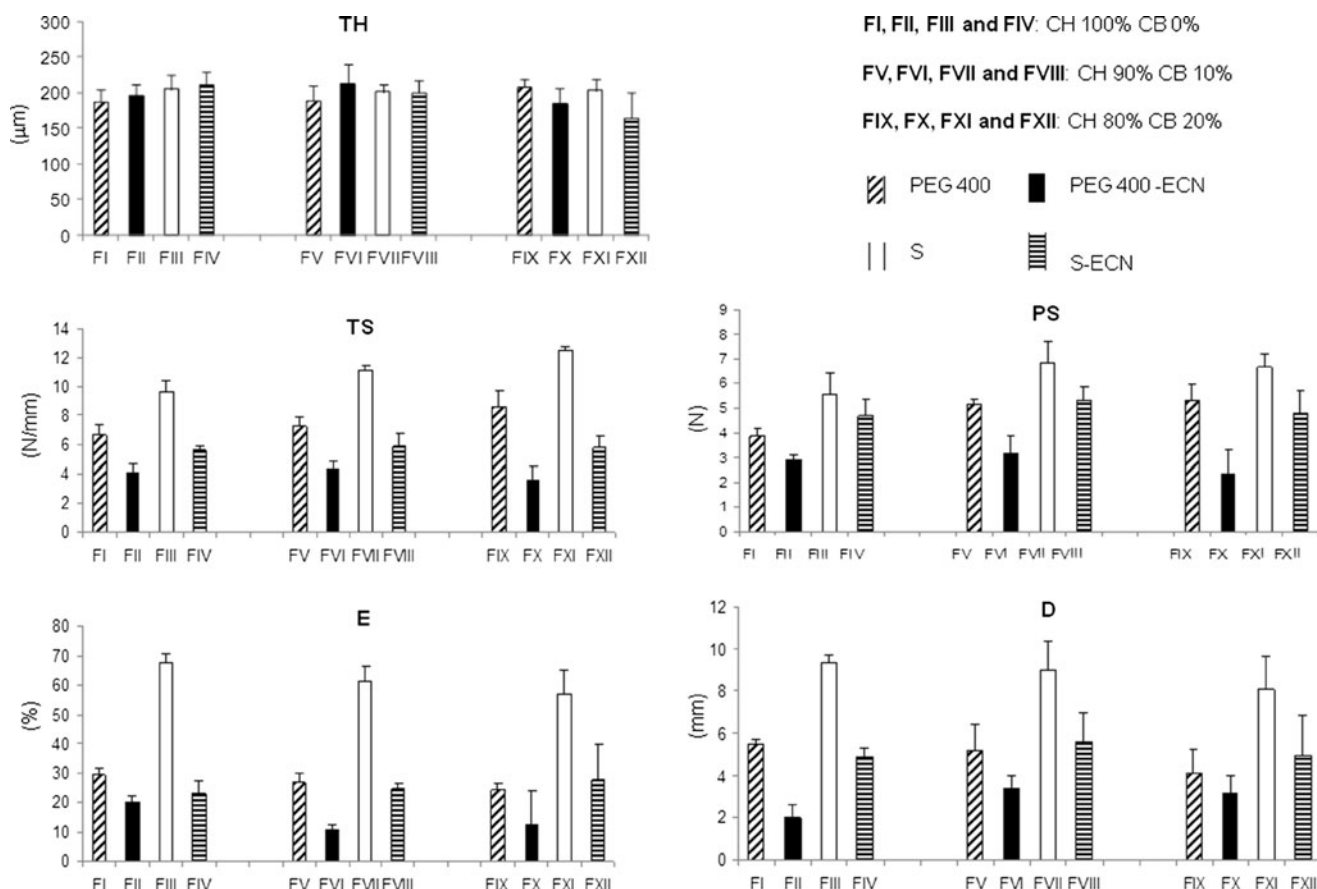 TH
300
250
200
150
100
50
0
(µm)
FI FII FIII FIV FV FVI FVII FVIII FIX FX FXI FXII
FI, FII, FIII and FIV: CH 100% CB 0%
FV, FVI, FVII and FVIII: CH 90% CB 10%
FIX, FX, FXI and FXII: CH 80% CB 20%
PEG 400 PEG 400 -ECN
S S-ECN
TS
14
12
10
8
6
4
2
0
(N/mm)
FI FII FIII FIV FV FVI FVII FVIII FIX FX FXI FXII
PS
9
8
7
6
5
4
3
2
1
0
(N)
FI FII FIII FIV FV FVI FVII FVIII FIX FX FXI FXII
E
80
70
60
50
40
30
20
10
0
(%)
FI FII FIII FIV FV FVI FVII FVIII FIX FX FXI FXII
D
12
10
8
6
4
2
0
(mm)
FI FII FIII FIV FV FVI FVII FVIII FIX FX FXI FXII